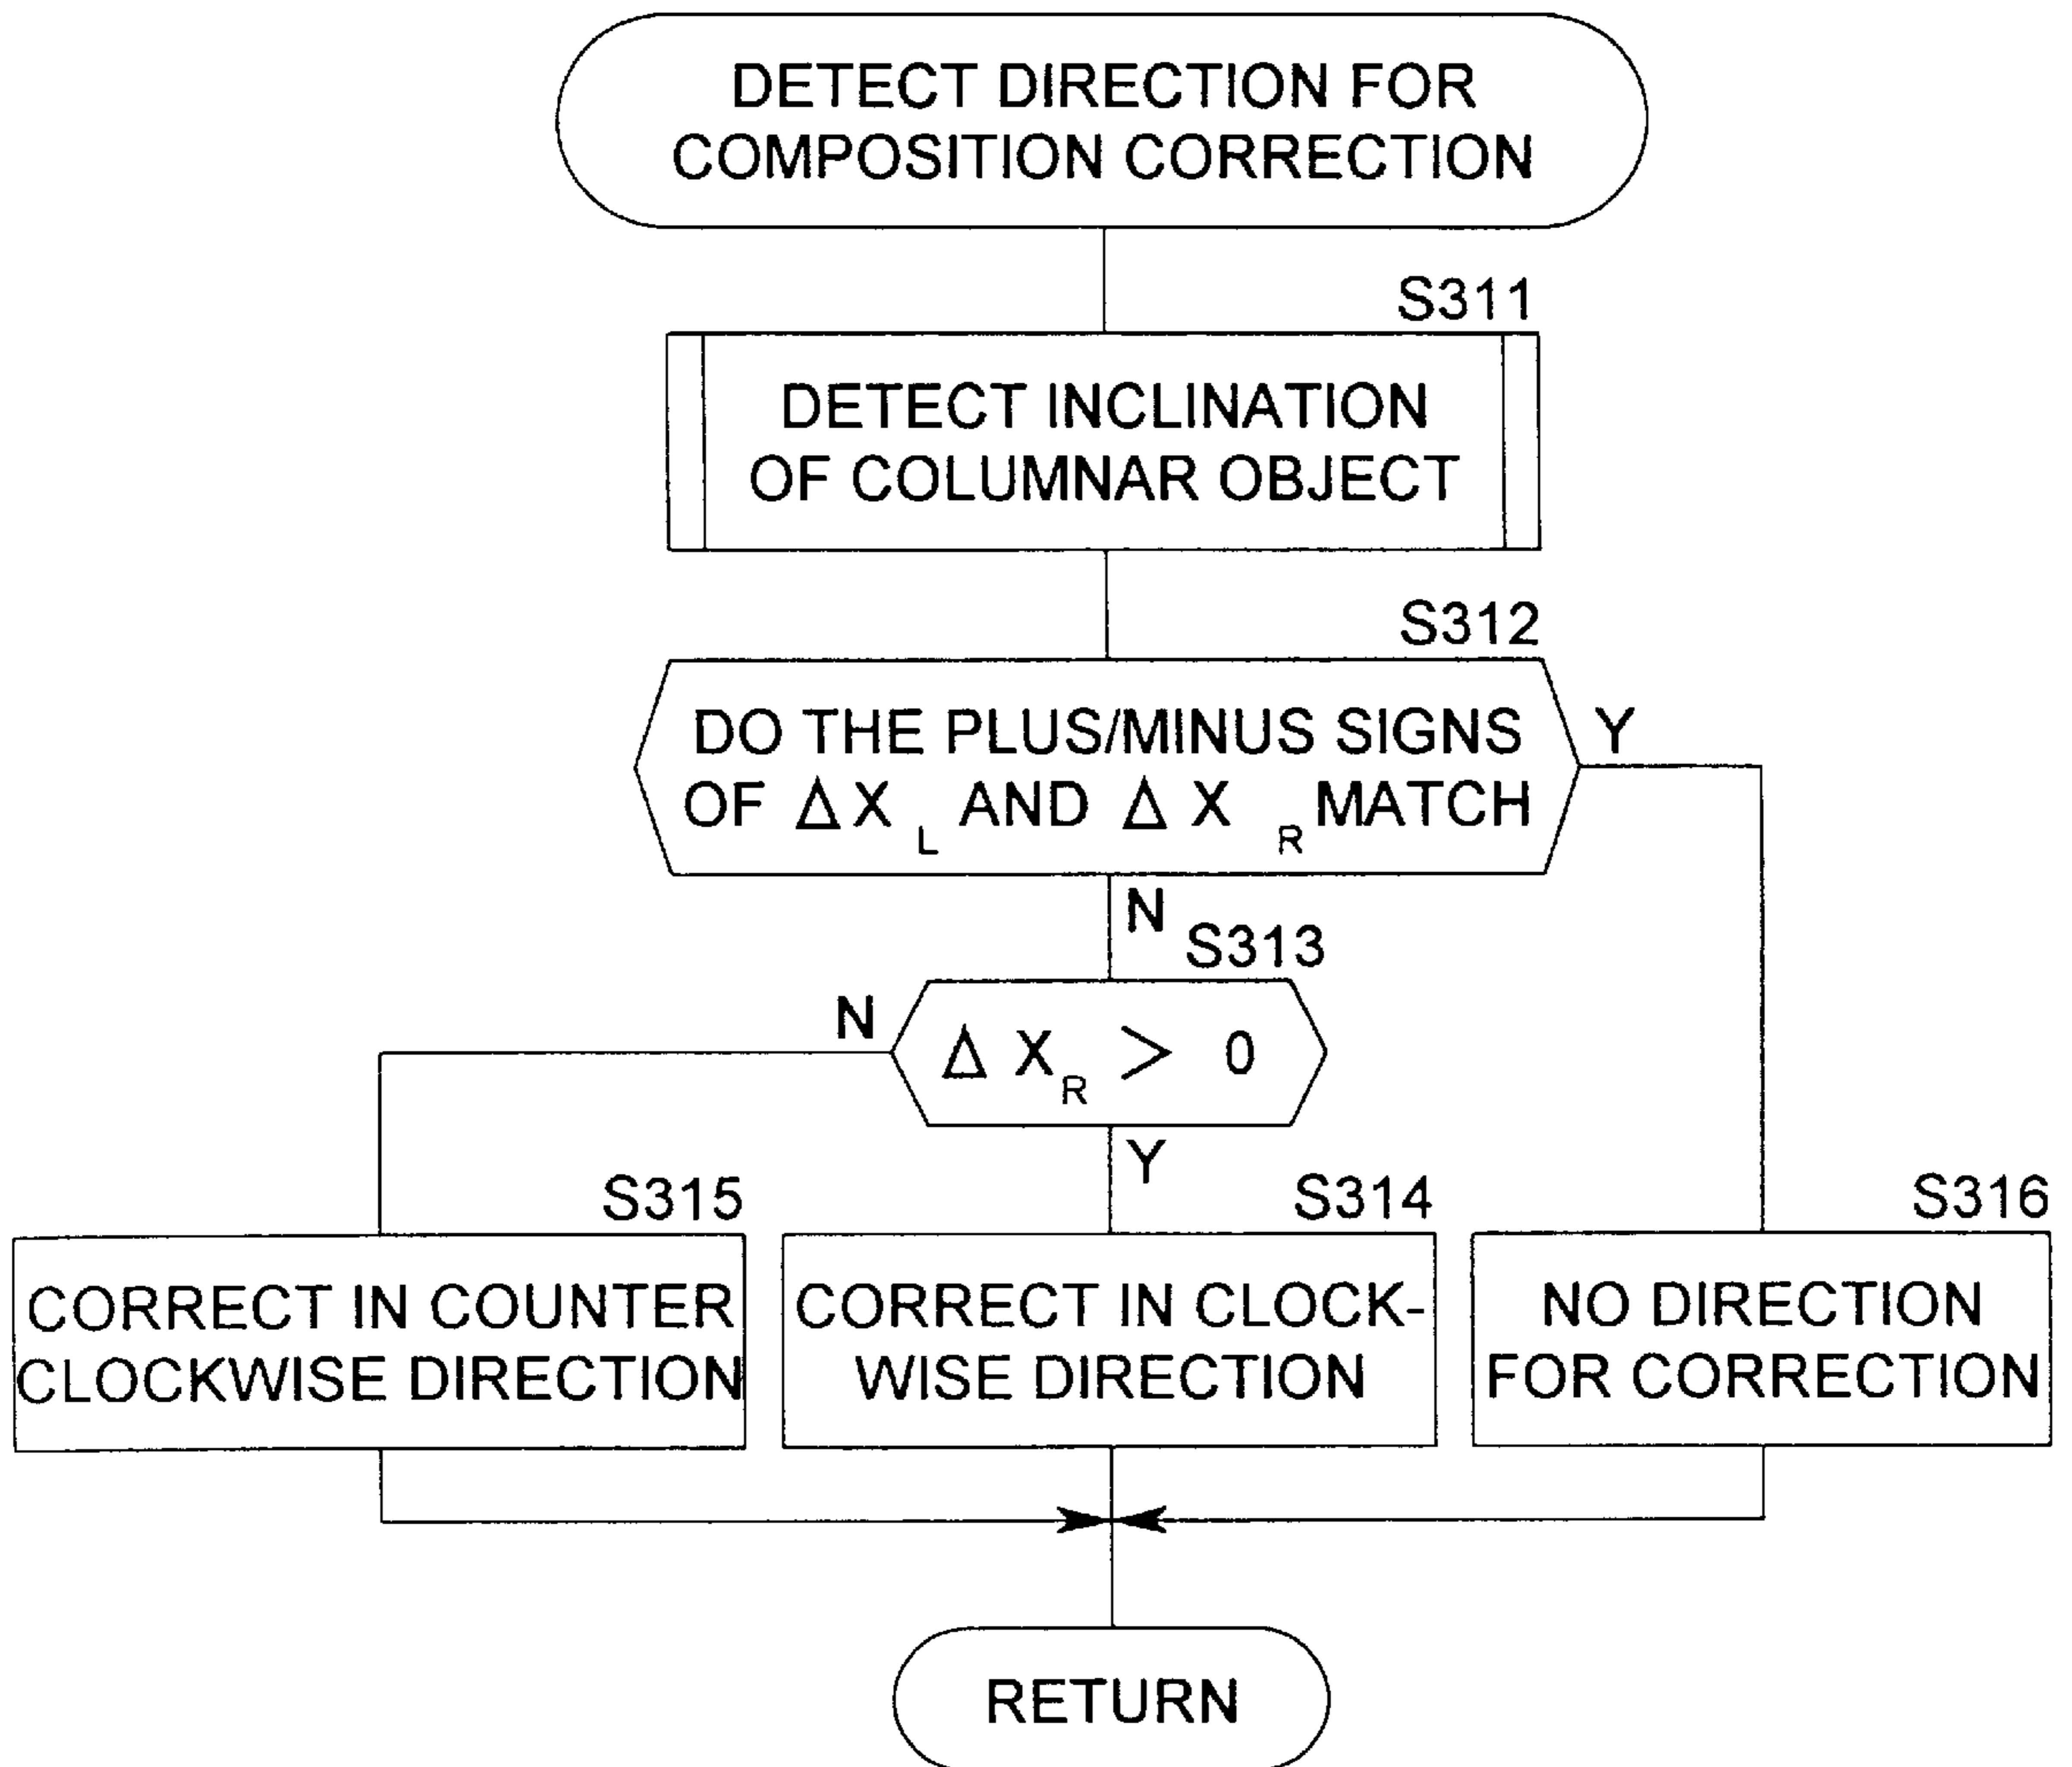 DETECT DIRECTION FOR
COMPOSITION CORRECTION
S311
DETECT INCLINATION
OF COLUMNAR OBJECT
S312
DO THE PLUS/MINUS SIGNS
OF ΔX L AND ΔX R MATCH
Y
N
S313
N
ΔX R > 0
Y
S315
CORRECT IN COUNTER
CLOCKWISE DIRECTION
S314
CORRECT IN CLOCK-
WISE DIRECTION
S316
NO DIRECTION
FOR CORRECTION
RETURN